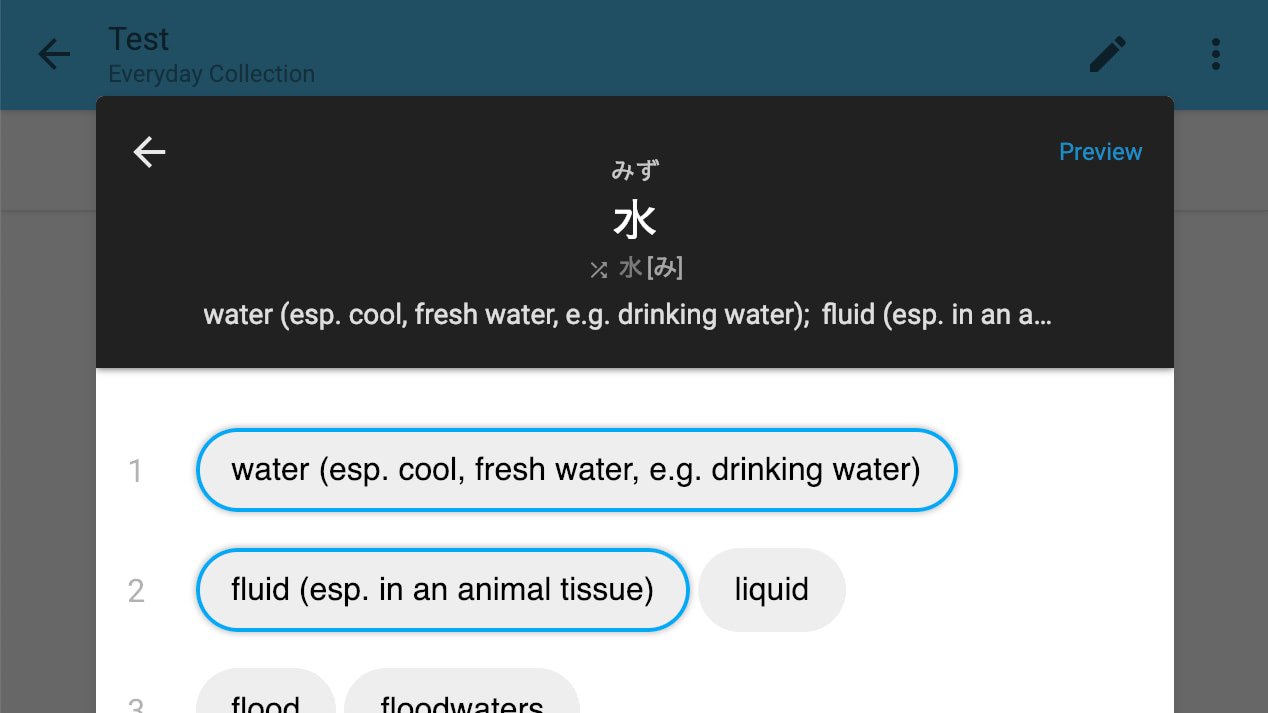 Test
Everyday Collection
Preview
みず
水
水[み]
water (esp. cool, fresh water, e.g. drinking water); fluid (esp. in an a...
1 water (esp. cool, fresh water, e.g. drinking water)
2 fluid (esp. in an animal tissue) liquid
3 flood floodwaters